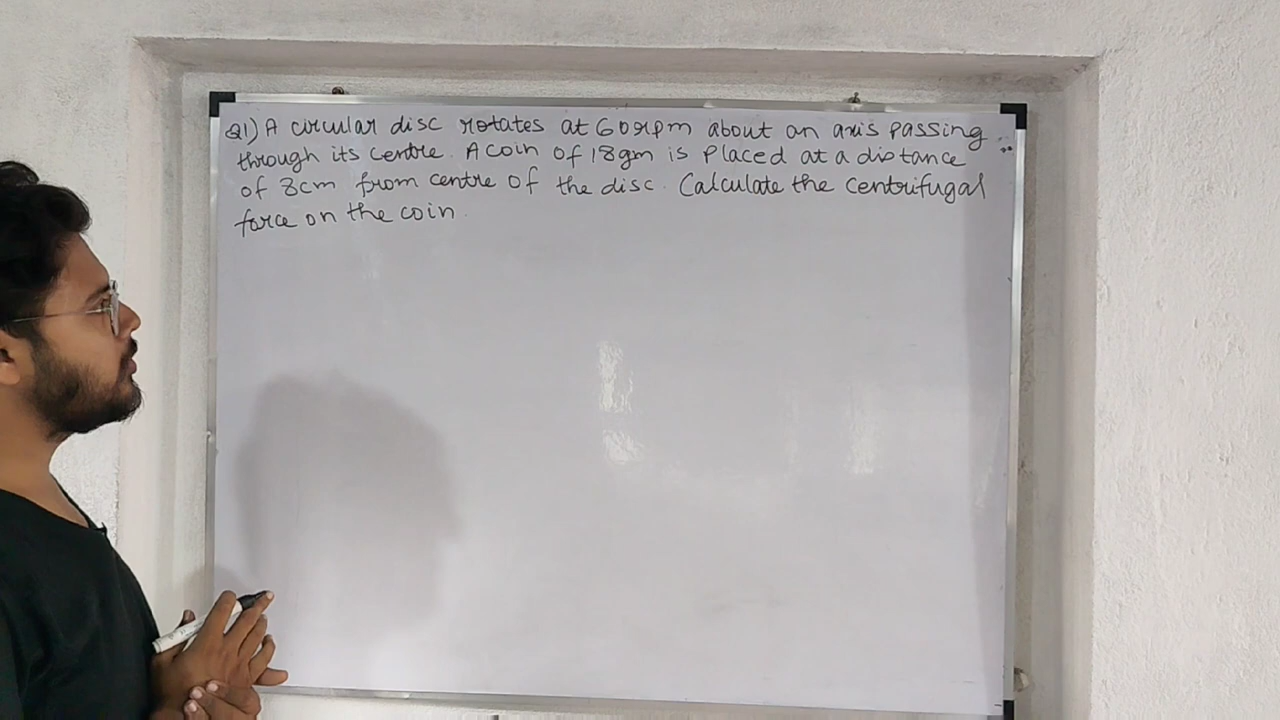 Q1) A circular disc rotates at 60rpm about an axis passing
through its centre. A coin of 18gm is placed at a distance
of 8cm from centre of the disc. Calculate the centrifugal
force on the coin.